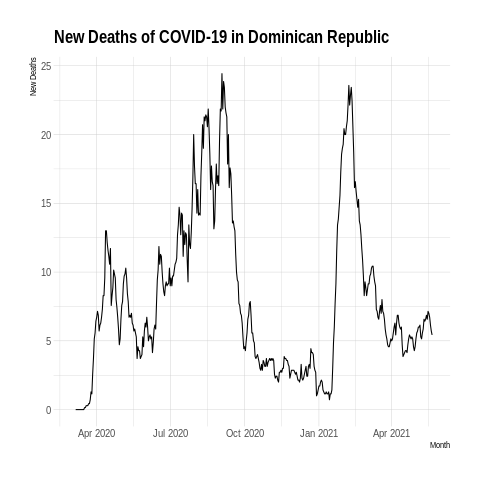 New Deaths of COVID-19 in Dominican Republic
New Deaths
25
20
15
10
5
0
Apr 2020 Jul 2020 Oct 2020 Jan 2021 Apr 2021
Month